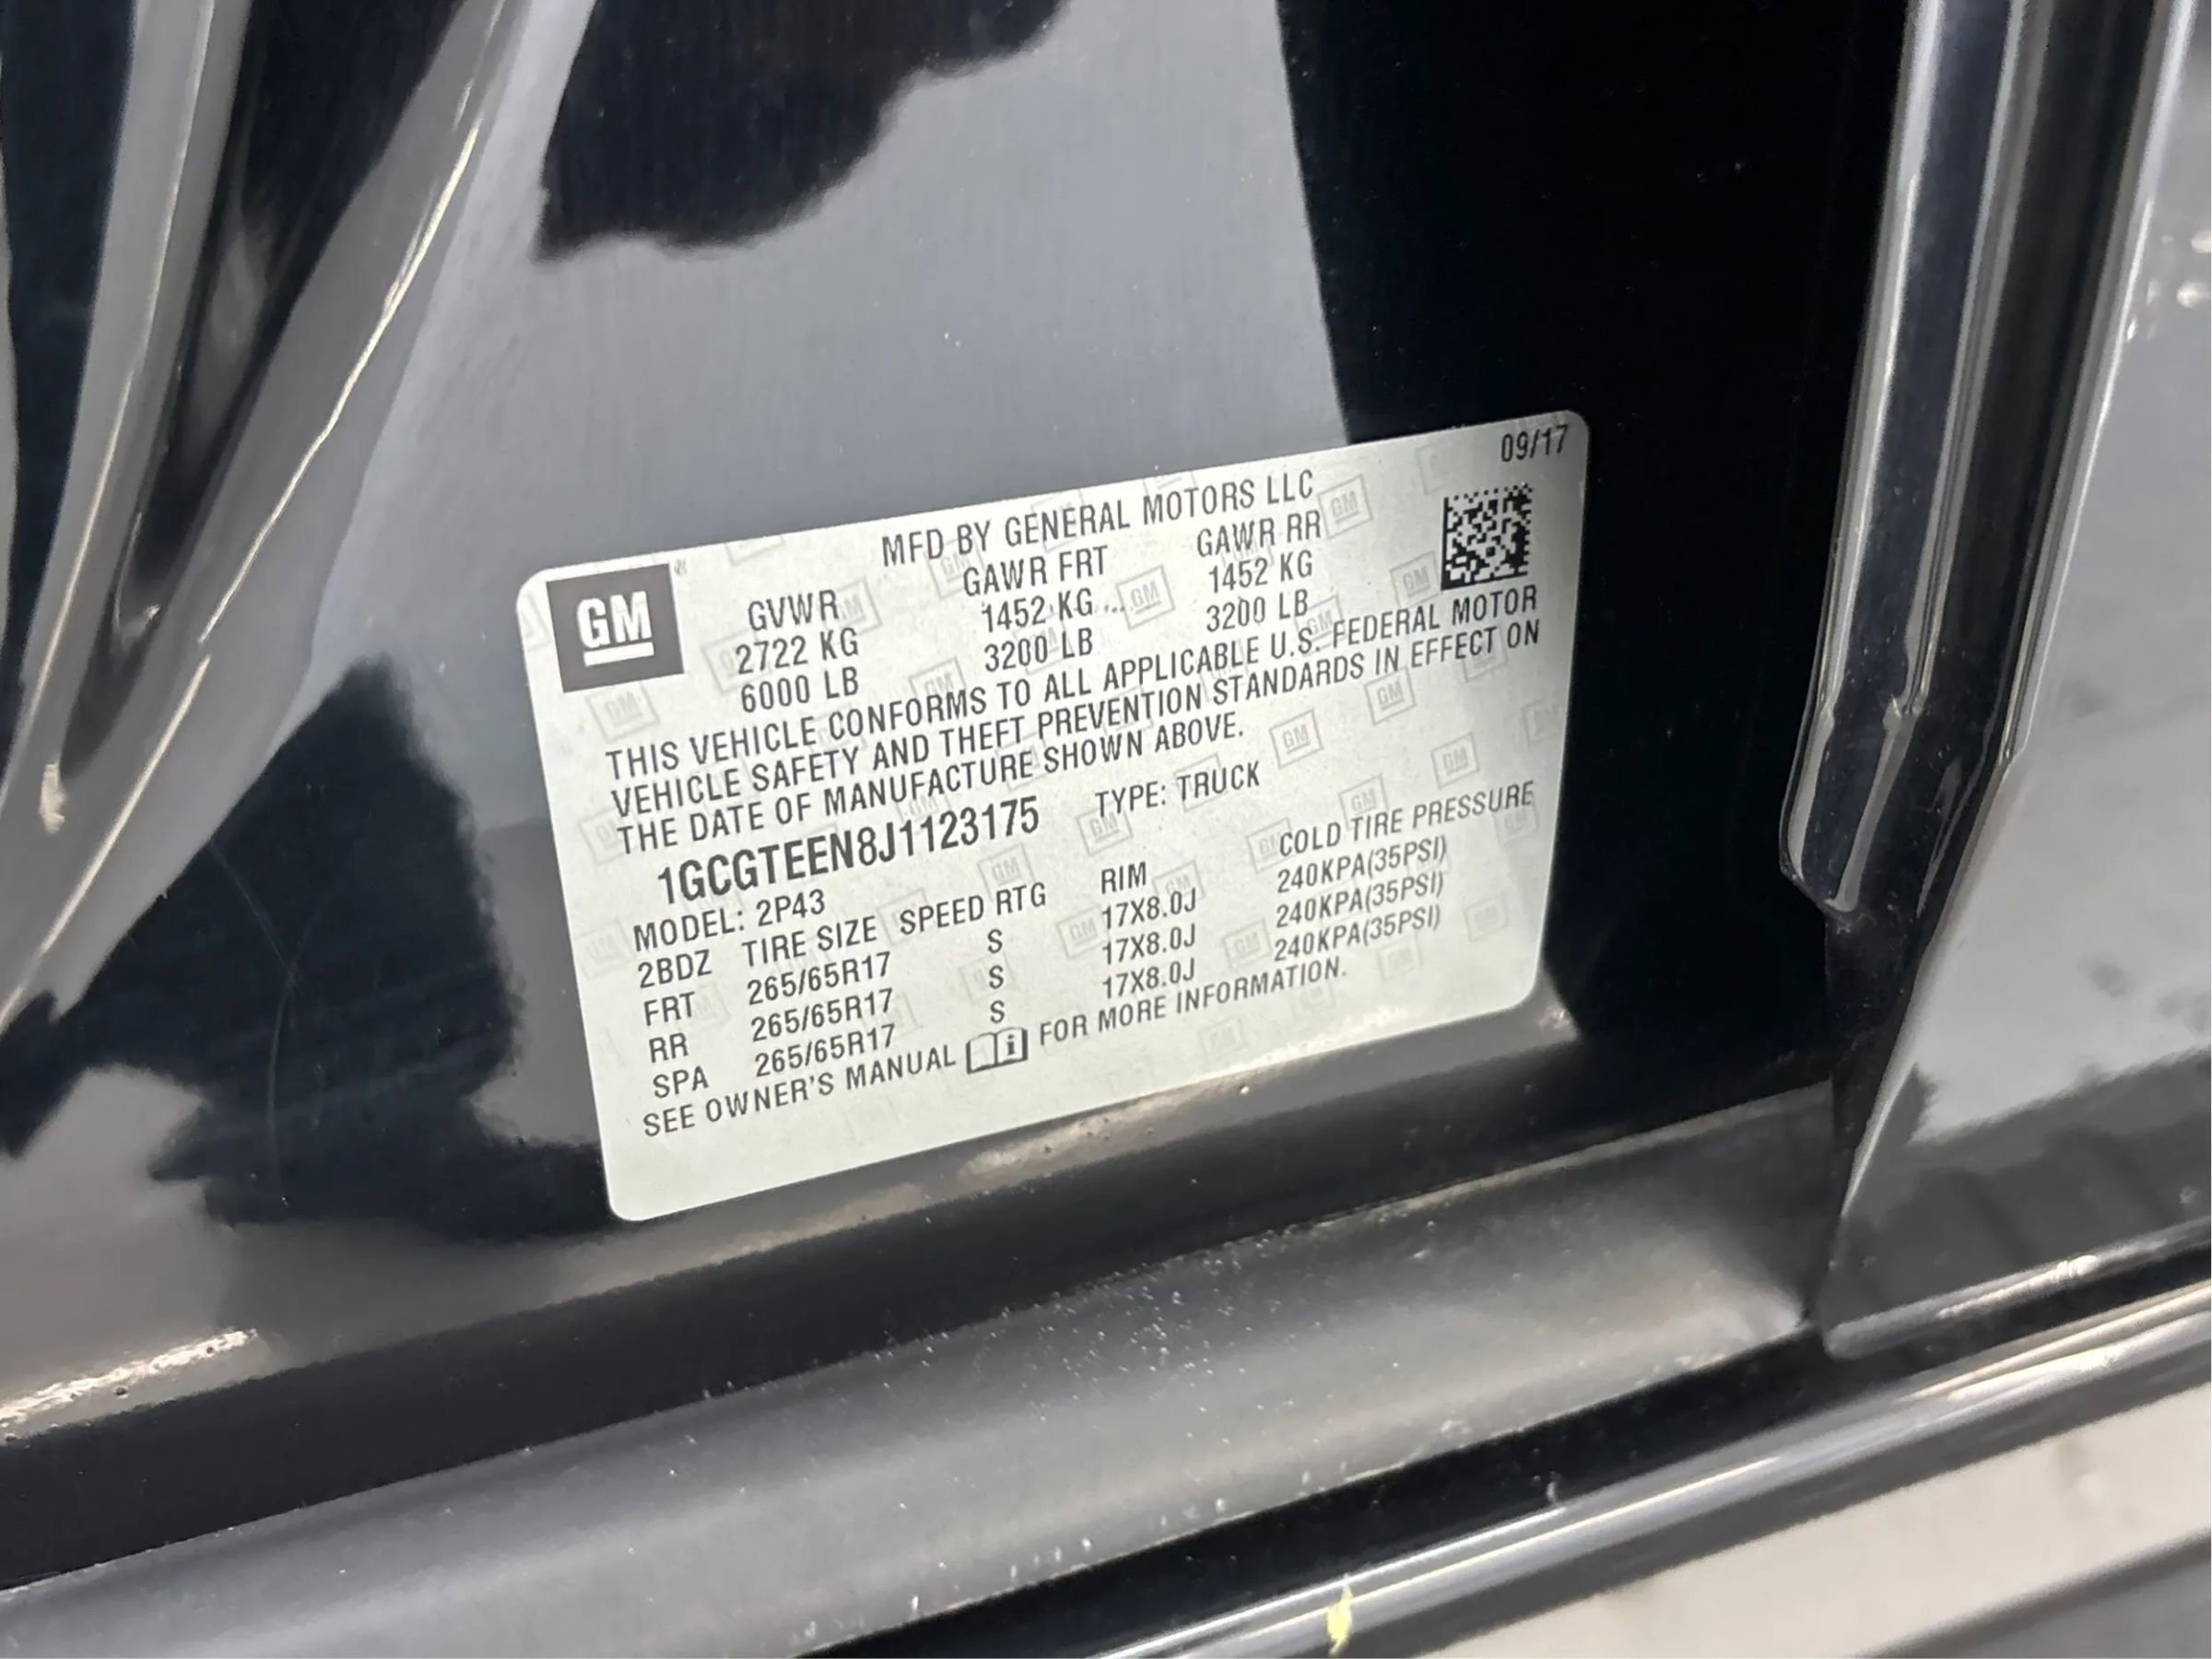 09/17
MFD BY GENERAL MOTORS LLC
GM
GVWR GAWR FRT GAWR RR
2722 KG 1452 KG 1452 KG
6000 LB 3200 LB 3200 LB
THIS VEHICLE CONFORMS TO ALL APPLICABLE U.S. FEDERAL MOTOR
VEHICLE SAFETY AND THEFT PREVENTION STANDARDS IN EFFECT ON
THE DATE OF MANUFACTURE SHOWN ABOVE.
1GCGTEEN8J1123175 TYPE: TRUCK
MODEL: 2P43
2BDZ TIRE SIZE SPEED RTG RIM COLD TIRE PRESSURE
FRT 265/65R17 S 17X8.0J 240KPA(35PSI)
RR 265/65R17 S 17X8.0J 240KPA(35PSI)
SPA 265/65R17 S 17X8.0J 240KPA(35PSI)
SEE OWNER'S MANUAL i FOR MORE INFORMATION.